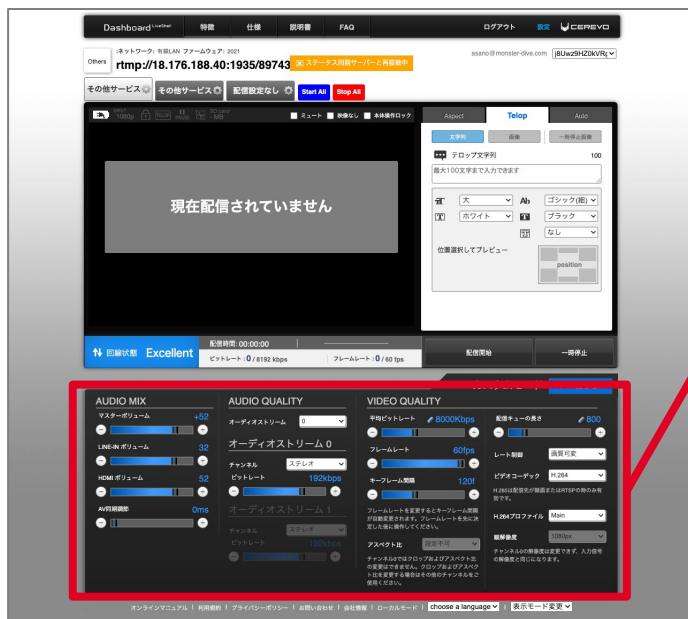 Dashboard LiveShell 特徴 仕様 説明書 FAQ ログアウト 設定 CEREVO
Others
:ネットワーク: 有線LAN ファームウェア: 2021
rtmp://18.176.188.40:1935/89743
ステータス同期サーバーと再接続中
asano@monster-dive.com
j8Uwz9HZ0kVR
その他サービス その他サービス 配信設定なし Start All Stop All
INPUT
1080p TELOP PAUSE SD card
- MB
ミュート 映像なし 本体操作ロック
現在配信されていません
Aspect Telop Auto
文字列 画像 一時停止画像
テロップ文字列 100
最大100文字まで入力できます
大 Ab ゴシック(細)
ホワイト ブラック
なし
位置選択してプレビュー
position
回線状態 Excellent
配信時間: 00:00:00
ビットレート : 0 / 8192 kbps フレームレート : 0 / 60 fps
配信開始 一時停止
AUDIO MIX
マスターボリューム +52
LINE-IN ボリューム 32
HDMI ボリューム 52
AV同期調節 0ms
AUDIO QUALITY
オーディオストリーム 0
オーディオストリーム 0
チャンネル ステレオ
ビットレート 192kbps
オーディオストリーム 1
チャンネル ステレオ
ビットレート 192kbps
VIDEO QUALITY
平均ビットレート 8000Kbps
フレームレート 60fps
キーフレーム間隔 120f
フレームレートを変更するとキーフレーム間隔
が自動変更されます。フレームレートを先に決
定した後に操作してください。
アスペクト比 設定不可
チャンネル0ではクロップおよびアスペクト比
の変更はできません。クロップおよびアスペク
ト比を変更する場合はその他のチャンネルをご
使用ください。
配信キューの長さ 800
レート制御 画質可変
ビデオコーデック H.264
H.265は配信先が録画またはRTSPの時のみ有
効です。
H.264プロファイル Main
解像度 1080px
チャンネル0の解像度は変更できず、入力信号
の解像度と同じになります。
オンラインマニュアル | 利用規約 | プライバシーポリシー | お問い合わせ | 会社情報 | ローカルモード | choose a language | 表示モード変更